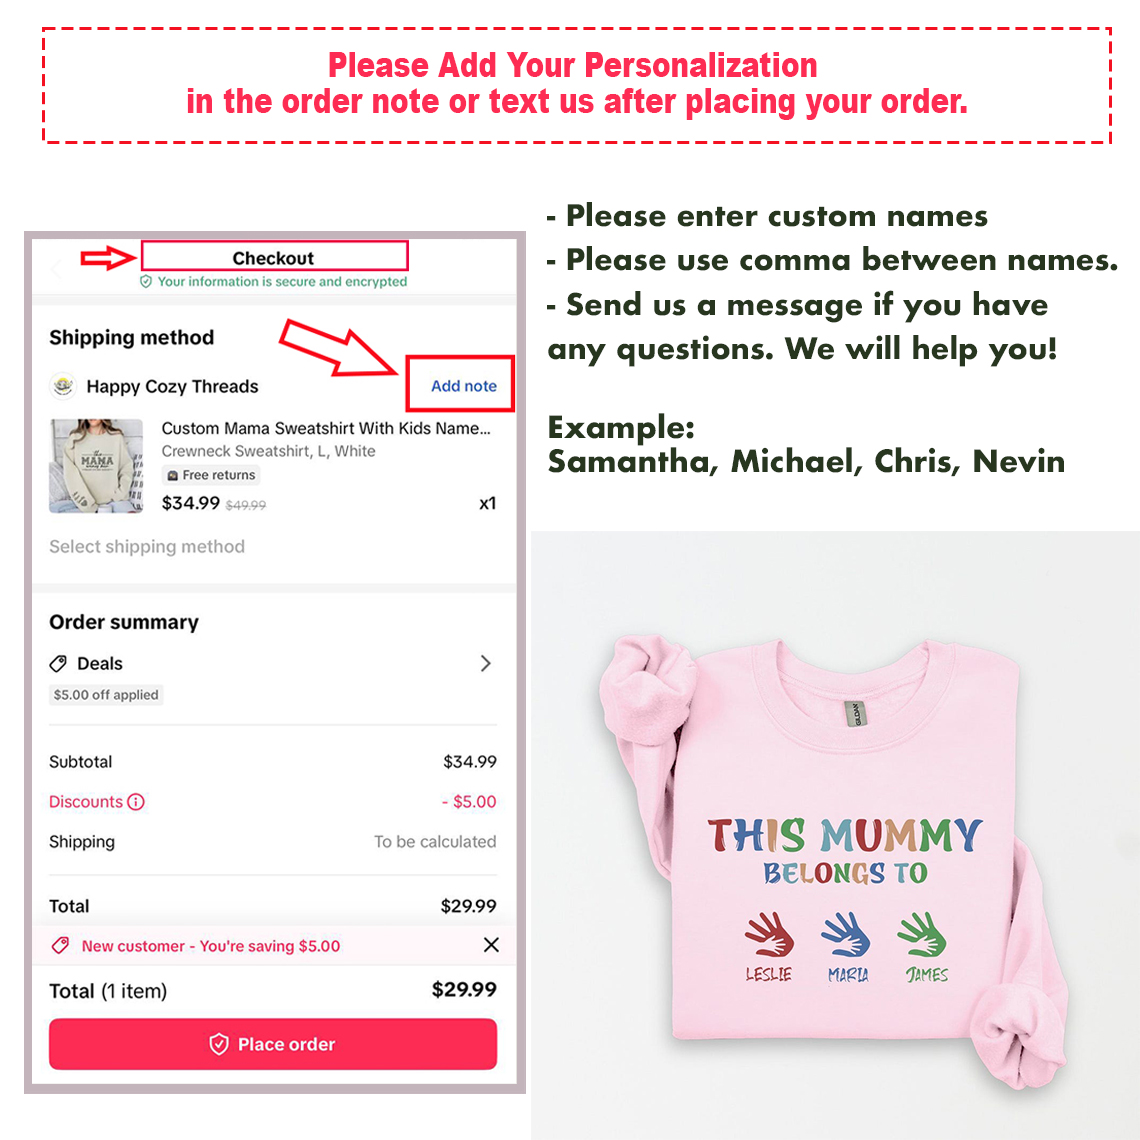 Please Add Your Personalization
in the order note or text us after placing your order.
- Please enter custom names
- Please use comma between names.
- Send us a message if you have
any questions. We will help you!
Example:
Samantha, Michael, Chris, Nevin
Checkout
Your information is secure and encrypted
Shipping method
Happy Cozy Threads
Add note
Custom Mama Sweatshirt With Kids Name...
Crewneck Sweatshirt, L, White
Free returns
$34.99 $49.99
x1
MAMA
Select shipping method
Order summary
Deals
$5.00 off applied
Subtotal
$34.99
Discounts
- $5.00
Shipping
To be calculated
Total
$29.99
New customer - You're saving $5.00
Total (1 item)
$29.99
Place order
GILDAN
THIS MUMMY
BELONGS TO
LESLIE MARIA JAMES